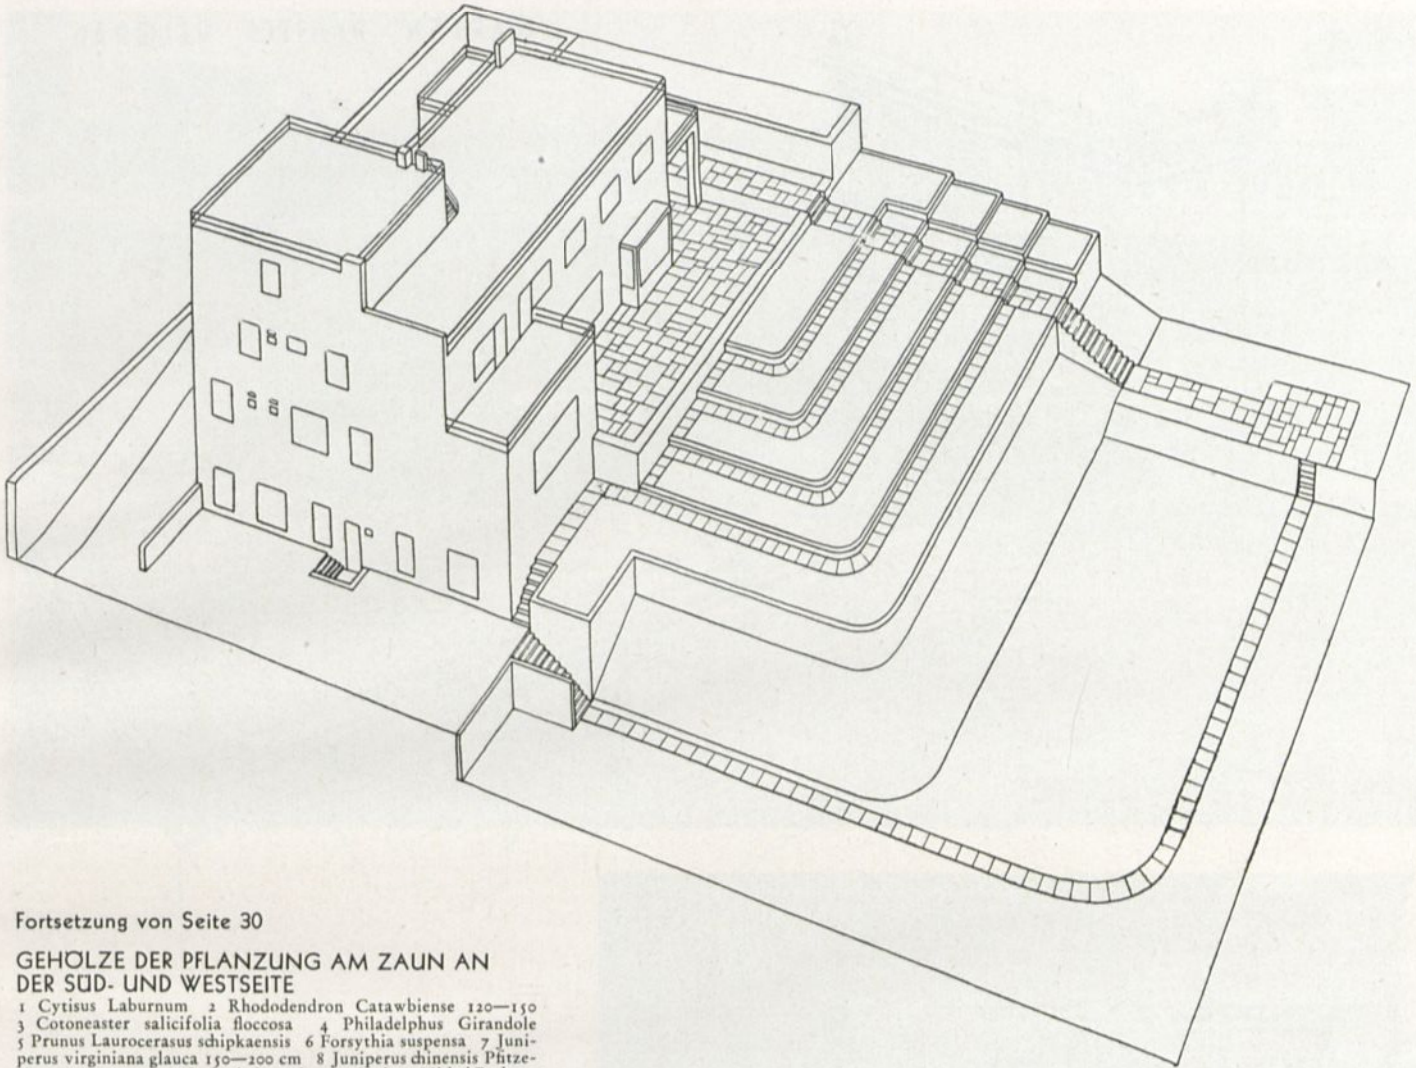 Fortsetzung von Seite 30
GEHÖLZE DER PFLANZUNG AM ZAUN AN
DER SÜD- UND WESTSEITE
1 Cytisus Laburnum 2 Rhododendron Catawbiense 120—150
3 Cotoneaster salicifolia floccosa 4 Philadelphus Girandole
5 Prunus Laurocerasus schipkaensis 6 Forsythia suspensa 7 Juni-
perus virginiana glauca 150—200 cm 8 Juniperus chinensis Pfitze-